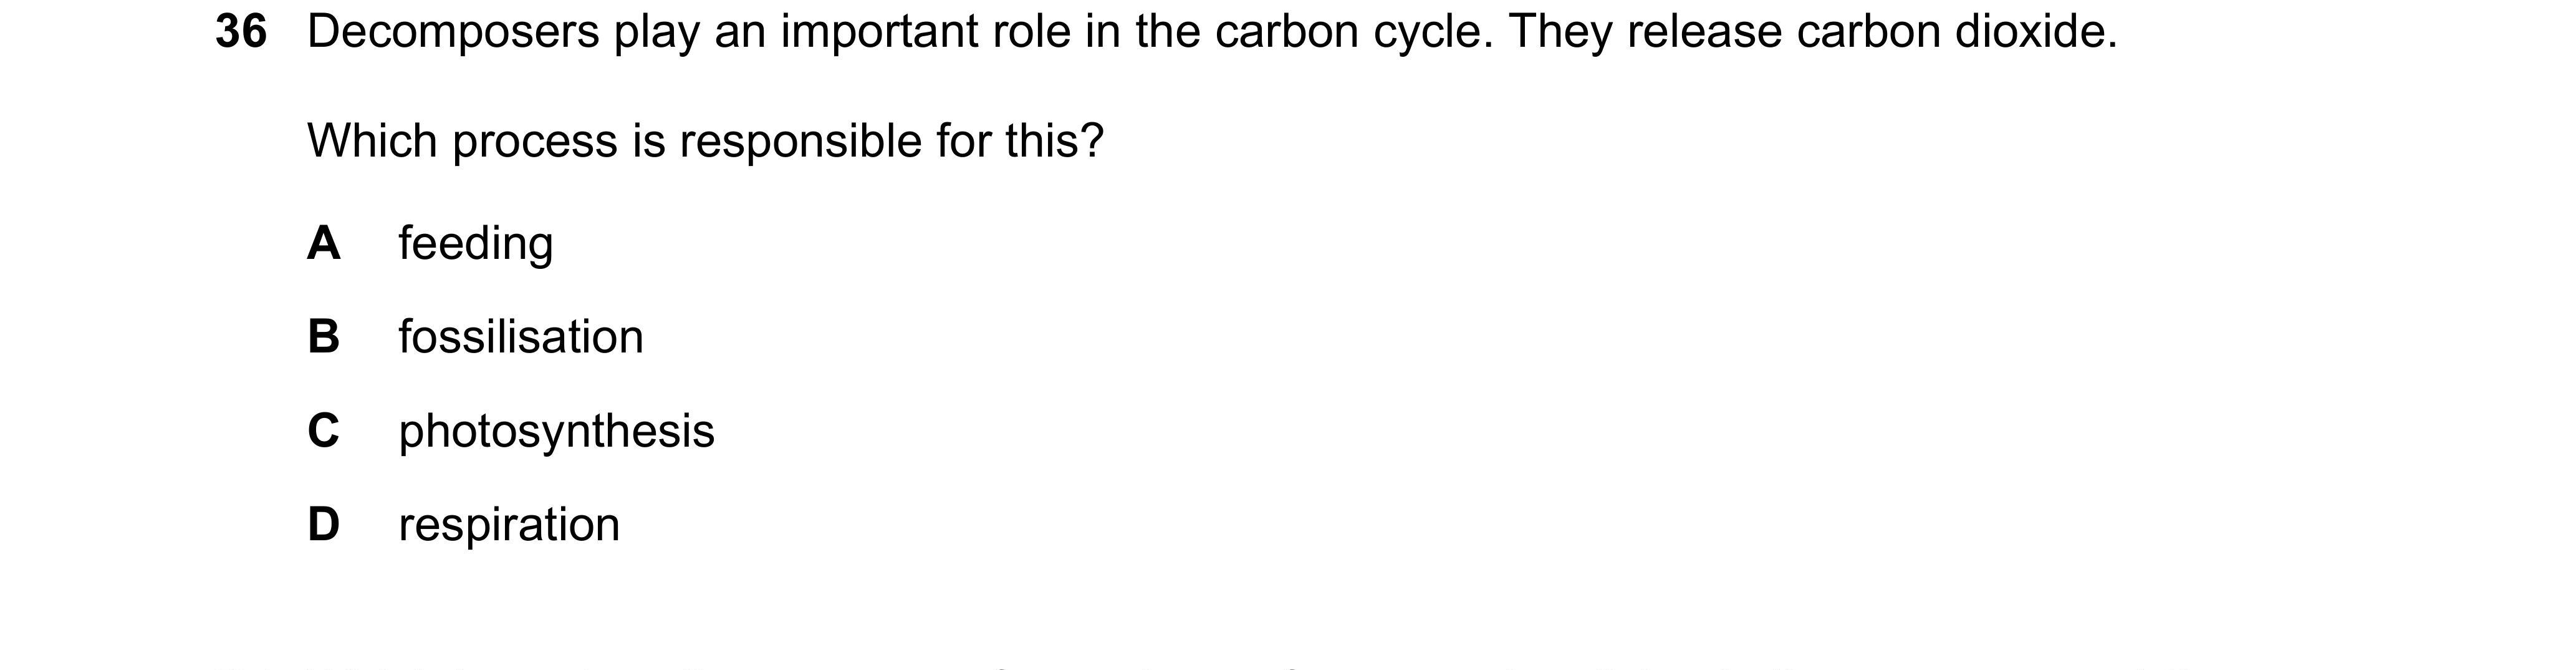 36 Decomposers play an important role in the carbon cycle. They release carbon dioxide.
Which process is responsible for this?
A feeding
B fossilisation
C photosynthesis
D respiration